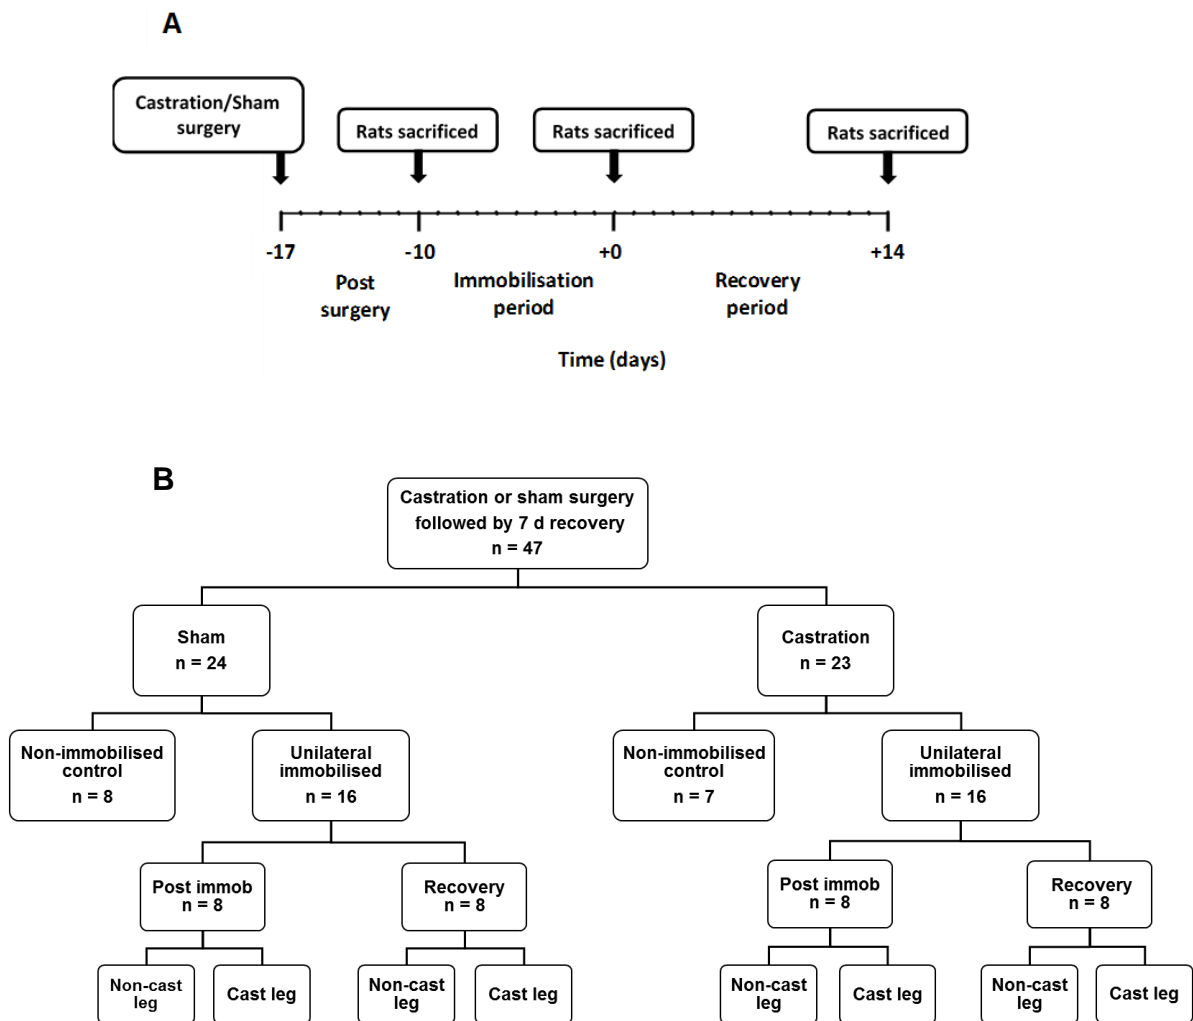 A
Castration/Sham
surgery
Rats sacrificed
Rats sacrificed
Rats sacrificed
-17
-10
+0
+14
Post
surgery
Immobilisation
period
Recovery
period
Time (days)
B
Castration or sham surgery
followed by 7 d recovery
n = 47
Sham
n = 24
Castration
n = 23
Non-immobilised
control
n = 8
Unilateral
immobilised
n = 16
Non-immobilised
control
n = 7
Unilateral
immobilised
n = 16
Post immob
n = 8
Recovery
n = 8
Post immob
n = 8
Recovery
n = 8
Non-cast
leg
Cast leg
Non-cast
leg
Cast leg
Non-cast
leg
Cast leg
Non-cast
leg
Cast leg